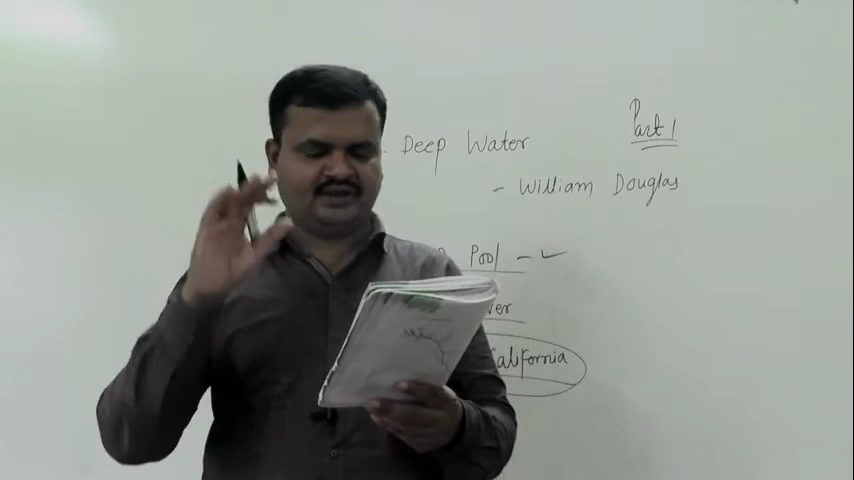 Deep Water
Part 1
- William Douglas
Pool - ✓
California